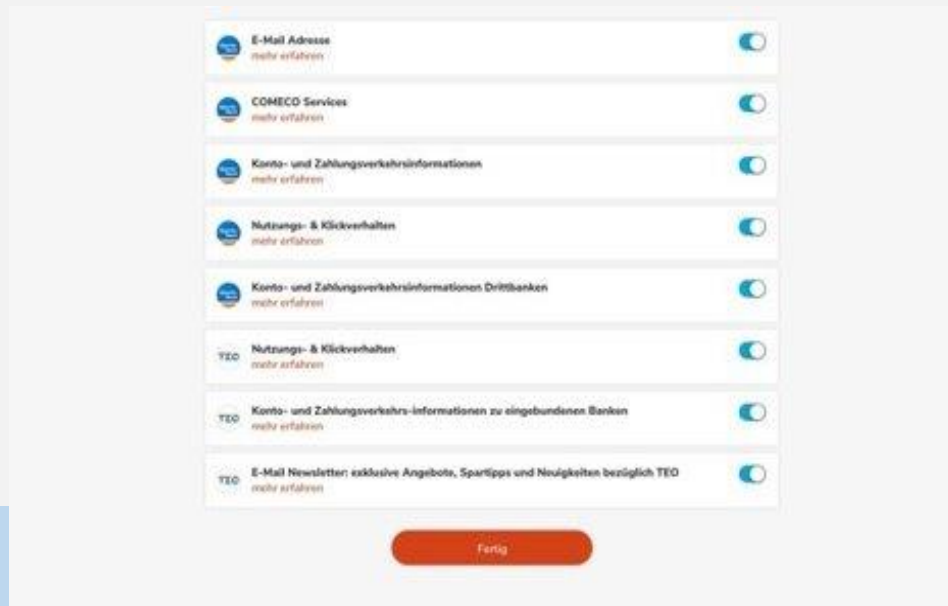 E-Mail Adresse
mehr erfahren
COMECO Services
mehr erfahren
Konto- und Zahlungsverkehrsinformationen
mehr erfahren
Nutzungs- & Klickverhalten
mehr erfahren
Konto- und Zahlungsverkehrsinformationen Drittbanken
mehr erfahren
TEO
Nutzungs- & Klickverhalten
mehr erfahren
TEO
Konto- und Zahlungsverkehrs-informationen zu eingebundenen Banken
mehr erfahren
TEO
E-Mail Newsletter: exklusive Angebote, Spartipps und Neuigkeiten bezüglich TEO
mehr erfahren
Fertig